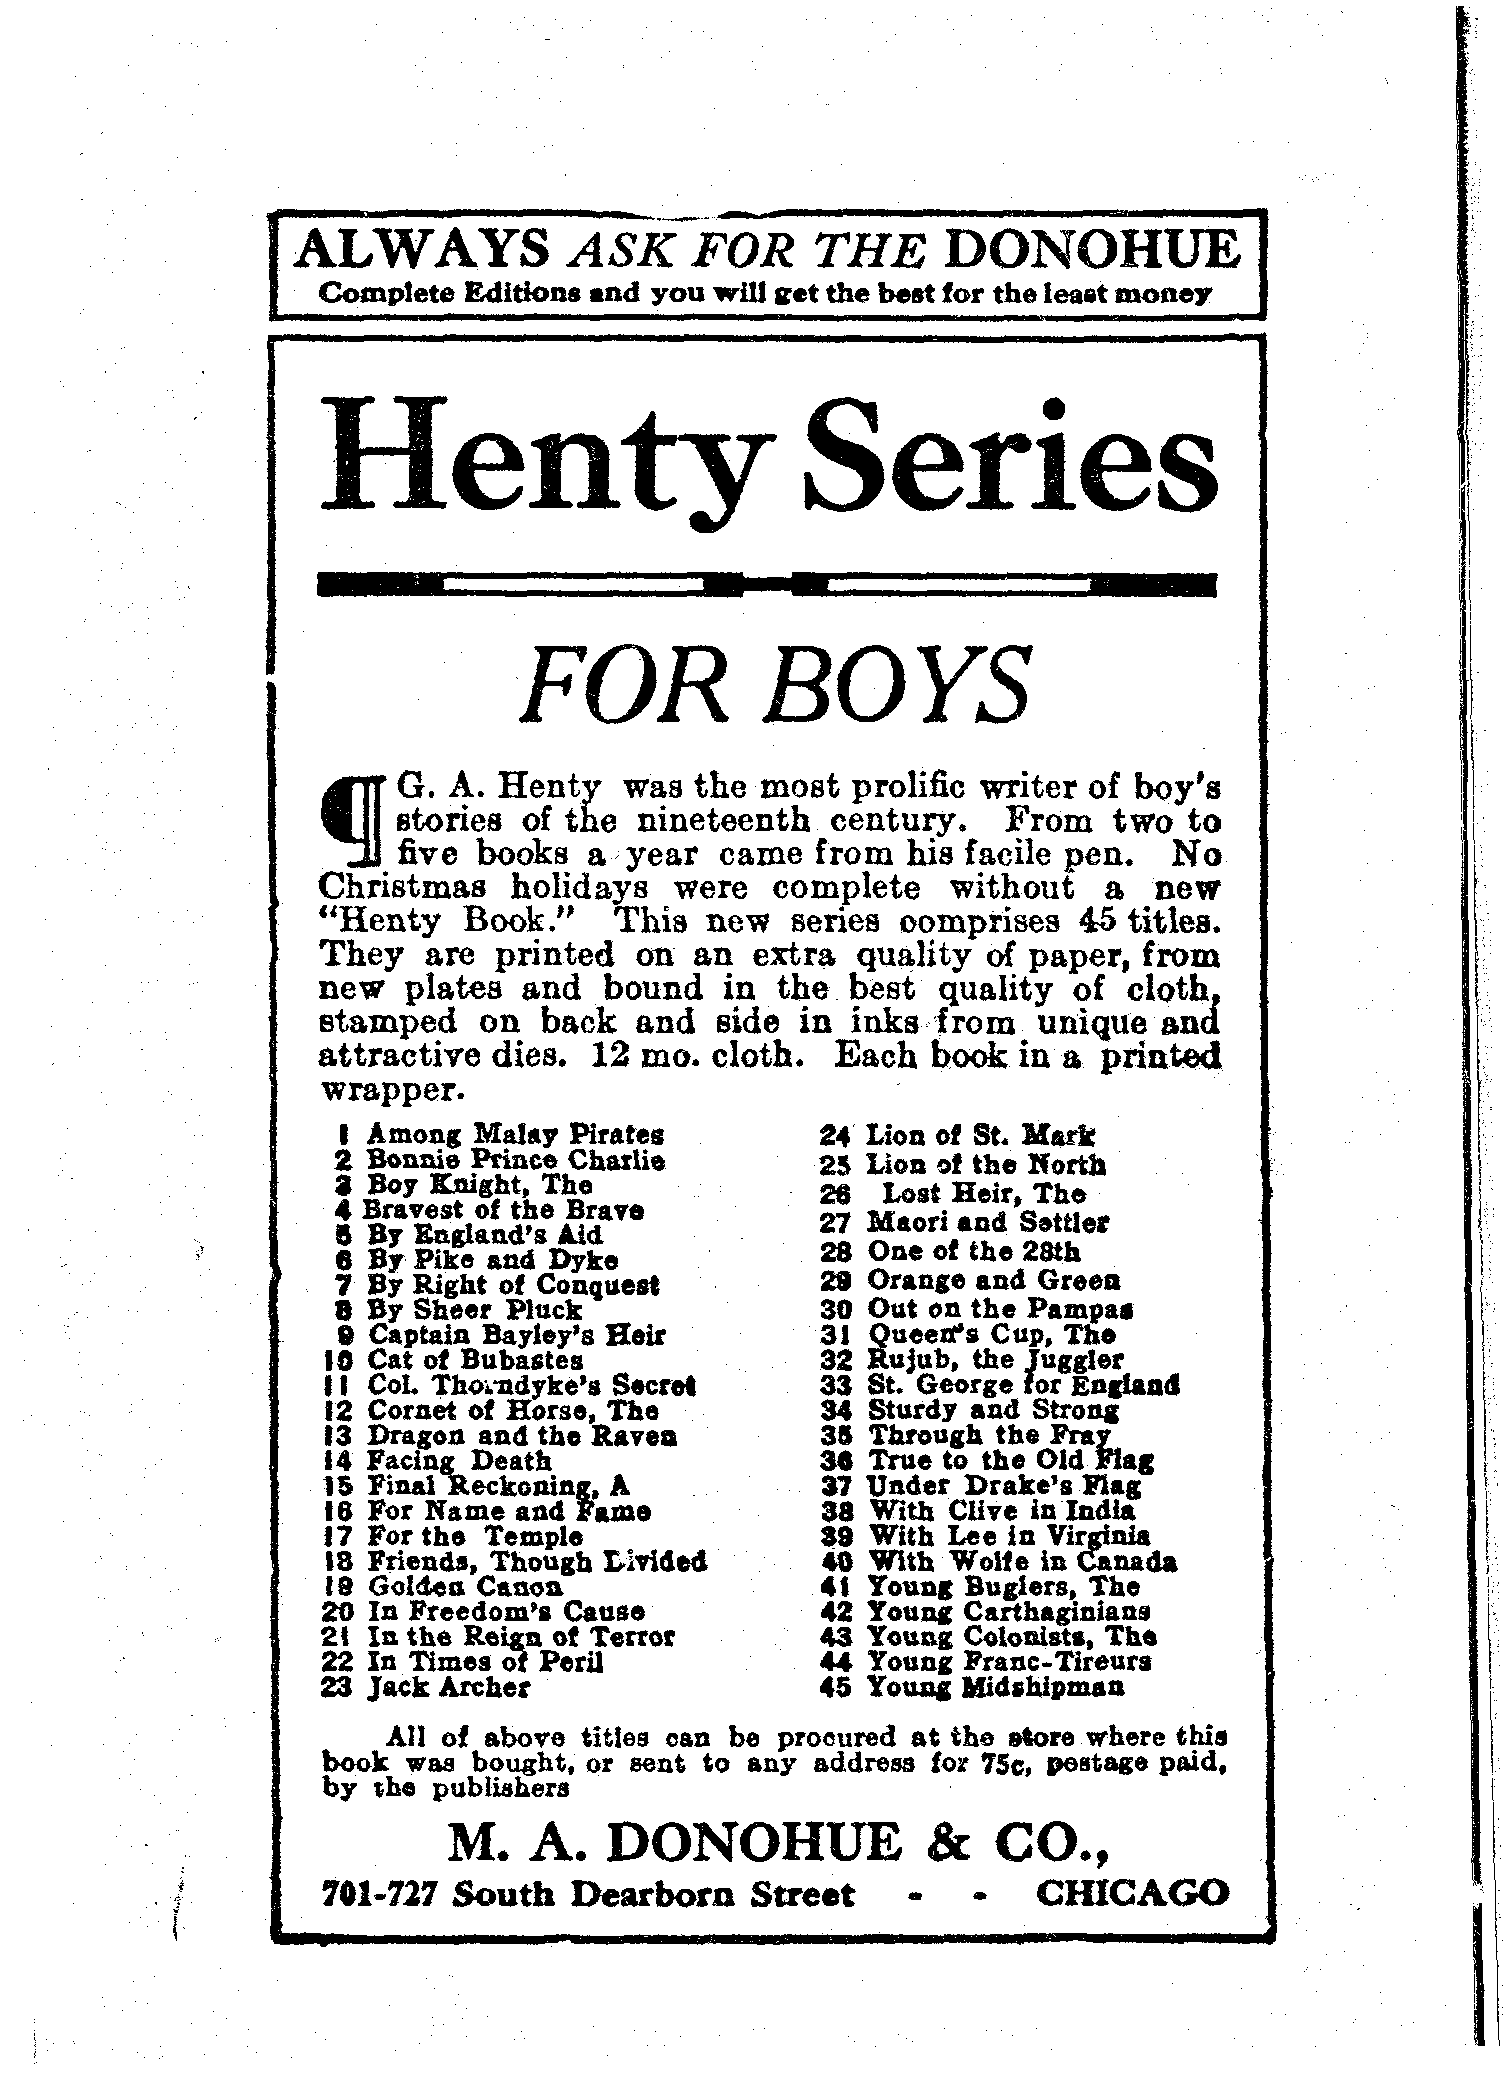 ALWAYS ASK FOR THE DONOHUE
Complete Editions and you will get the best for the least money
Henty Series
FOR BOYS
¶ G. A. Henty was the most prolific writer of boy's
stories of the nineteenth century. From two to
five books a year came from his facile pen. No
Christmas holidays were complete without a new
"Henty Book." This new series comprises 45 titles.
They are printed on an extra quality of paper, from
new plates and bound in the best quality of cloth,
stamped on back and side in inks from unique and
attractive dies. 12 mo. cloth. Each book in a printed
wrapper.
1 Among Malay Pirates
2 Bonnie Prince Charlie
3 Boy Knight, The
4 Bravest of the Brave
5 By England's Aid
6 By Pike and Dyke
7 By Right of Conquest
8 By Sheer Pluck
9 Captain Bayley's Heir
10 Cat of Bubastes
11 Col. Thorndyke's Secret
12 Cornet of Horse, The
13 Dragon and the Raven
14 Facing Death
15 Final Reckoning, A
16 For Name and Fame
17 For the Temple
18 Friends, Though Divided
19 Golden Canon
20 In Freedom's Cause
21 In the Reign of Terror
22 In Times of Peril
23 Jack Archer
24 Lion of St. Mark
25 Lion of the North
26 Lost Heir, The
27 Maori and Settler
28 One of the 28th
29 Orange and Green
30 Out on the Pampas
31 Queen's Cup, The
32 Rujub, the Juggler
33 St. George for England
34 Sturdy and Strong
35 Through the Fray
36 True to the Old Flag
37 Under Drake's Flag
38 With Clive in India
39 With Lee in Virginia
40 With Wolfe in Canada
41 Young Buglers, The
42 Young Carthaginians
43 Young Colonists, The
44 Young Franc-Tireurs
45 Young Midshipman
All of above titles can be procured at the store where this
book was bought, or sent to any address for 75c, postage paid,
by the publishers
M. A. DONOHUE & CO.,
701-727 South Dearborn Street - - CHICAGO